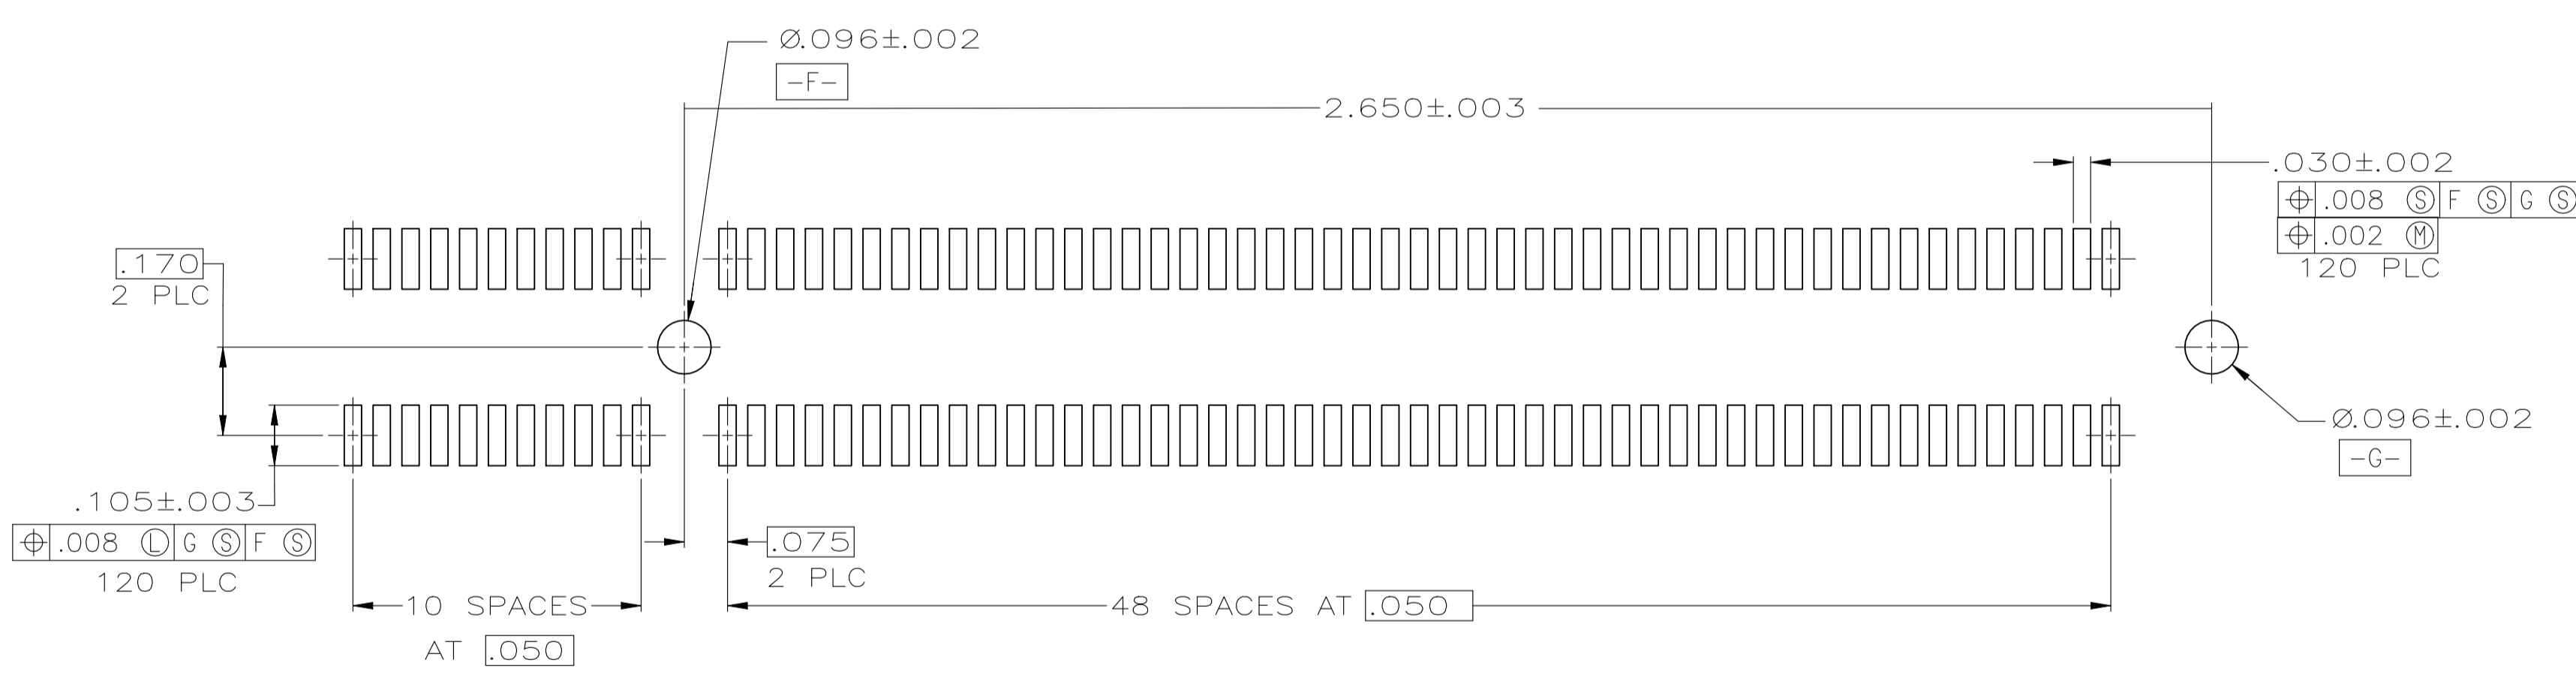 Ø.096±.002
-F-
2.650±.003
.030±.002
⌖ .008 Ⓢ F Ⓢ G Ⓢ
⌖ .002 Ⓜ
120 PLC
.170
2 PLC
Ø.096±.002
-G-
.105±.003
⌖ .008 Ⓛ G Ⓢ F Ⓢ
120 PLC
.075
2 PLC
10 SPACES
AT .050
48 SPACES AT .050